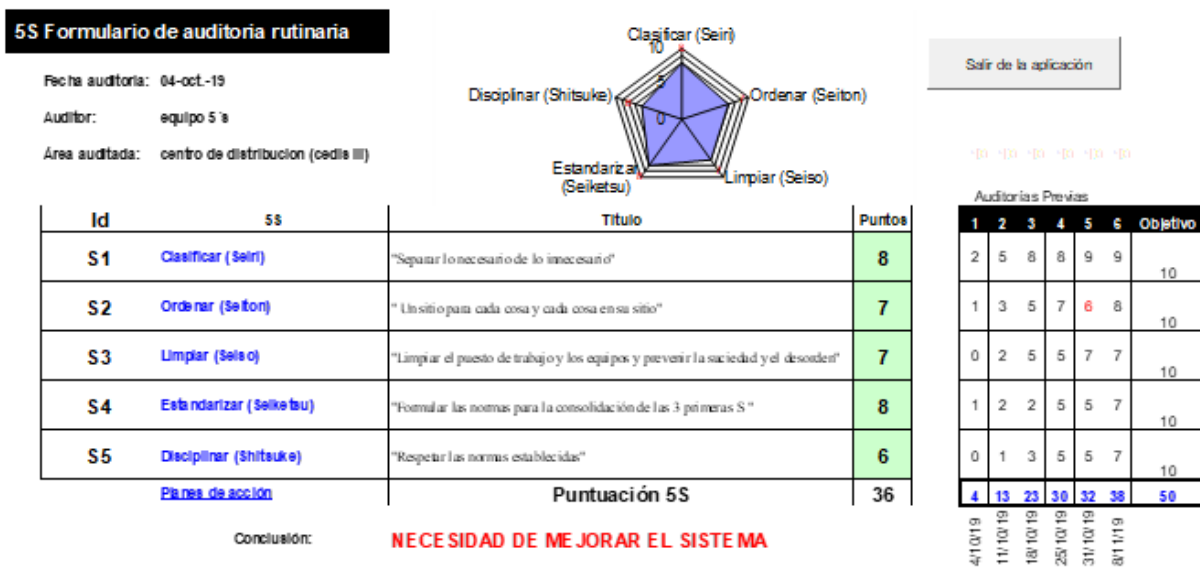 5S Formulario de auditoria rutinaria
Fecha auditoria: 04-oct.-19
Auditor: equipo 5´s
Área auditada: centro de distribucion (cedis III)
Clasificar (Seiri)
10
5
0
Disciplinar (Shitsuke)
Ordenar (Seiton)
Estandarizar
(Seiketsu)
Limpiar (Seiso)
Salir de la aplicación
Auditorías Previas
Id 5S Título Puntos
1 2 3 4 5 6 Objetivo
S1 Clasificar (Seiri) "Separar lo necesario de lo innecesario" 8
2 5 8 8 9 9 10
S2 Ordenar (Seiton) " Un sitio para cada cosa y cada cosa en su sitio" 7
1 3 5 7 6 8 10
S3 Limpiar (Seiso) "Limpiar el puesto de trabajo y los equipos y prevenir la suciedad y el desorden" 7
0 2 5 5 7 7 10
S4 Estandarizar (Seiketsu) "Formular las normas para la consolidación de las 3 primeras S " 8
1 2 2 5 5 7 10
S5 Disciplinar (Shitsuke) "Respetar las normas establecidas" 6
0 1 3 5 5 7 10
Planes de acción Puntuación 5S 36
4 13 23 30 32 38 50
4/10/19 11/10/19 18/10/19 25/10/19 31/10/19 8/11/19
Conclusión: NECESIDAD DE MEJORAR EL SISTEMA